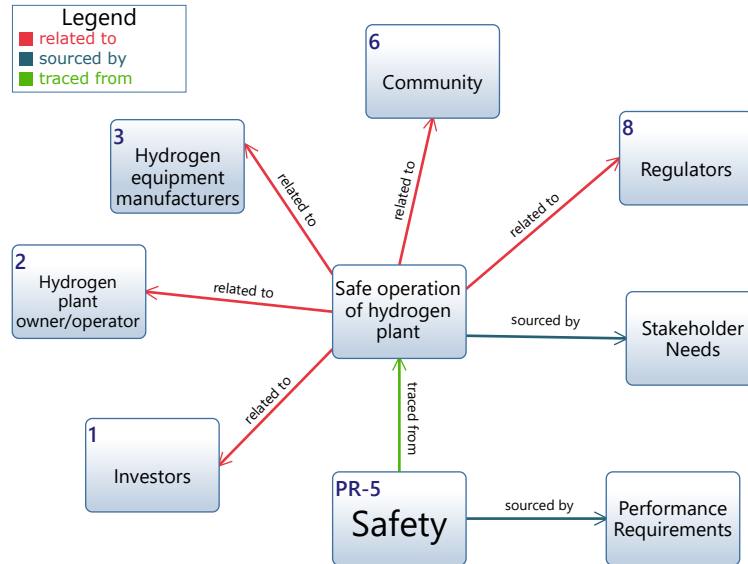 Legend
related to
sourced by
traced from
6
Community
3
Hydrogen
equipment
manufacturers
8
Regulators
related to
related to
related to
2
Hydrogen
plant
owner/operator
related to
Safe operation
of hydrogen
plant
sourced by
Stakeholder
Needs
related to
traced from
1
Investors
PR-5
Safety
sourced by
Performance
Requirements